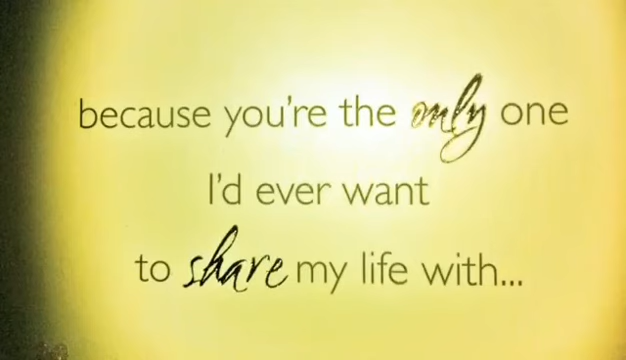 because you're the only one
I'd ever want
to share my life with...